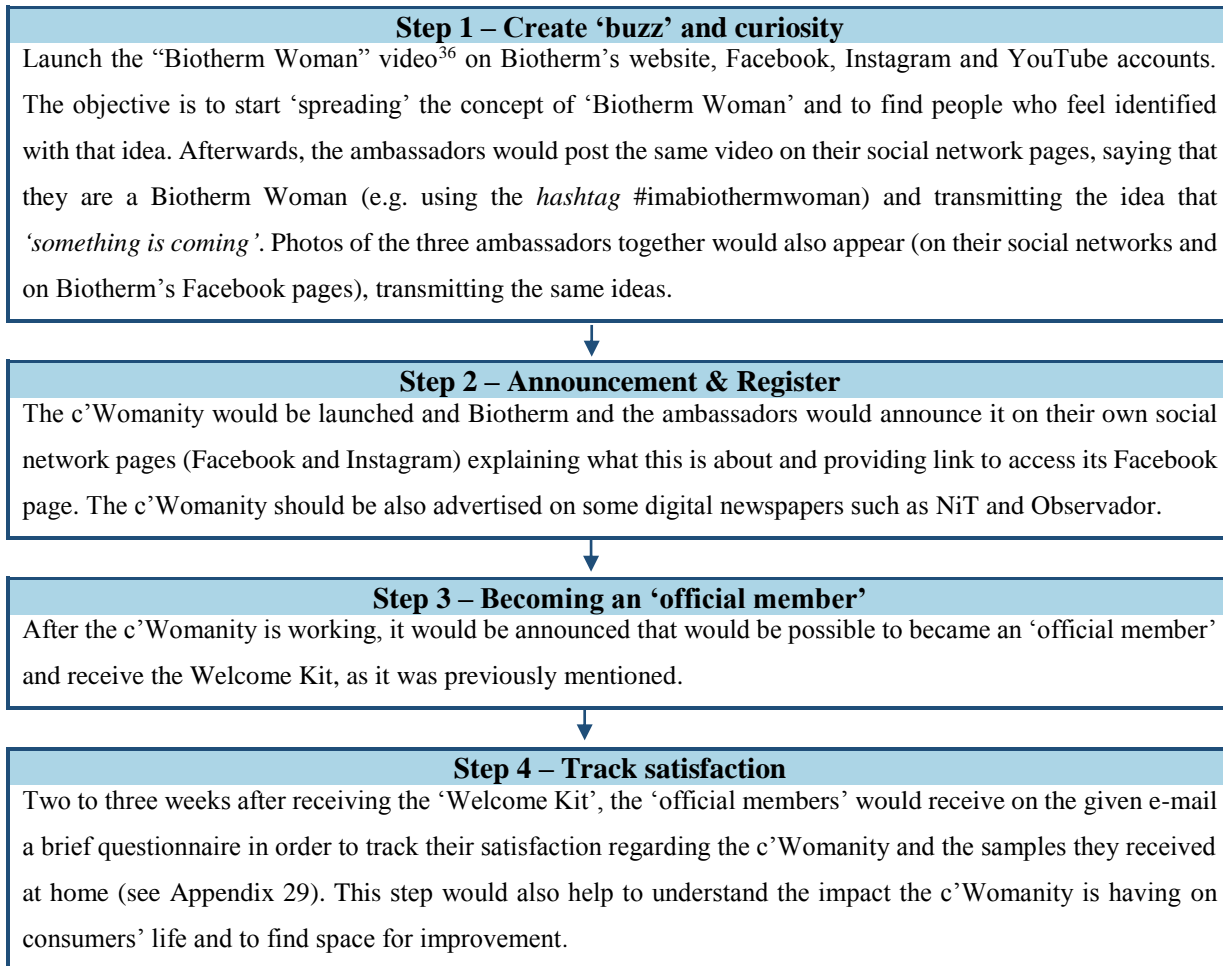 Step 1 – Create ‘buzz’ and curiosity
Launch the “Biotherm Woman” video36 on Biotherm’s website, Facebook, Instagram and YouTube accounts.
The objective is to start ‘spreading’ the concept of ‘Biotherm Woman’ and to find people who feel identified
with that idea. Afterwards, the ambassadors would post the same video on their social network pages, saying that
they are a Biotherm Woman (e.g. using the hashtag #imabiothermwoman) and transmitting the idea that
‘something is coming’. Photos of the three ambassadors together would also appear (on their social networks and
on Biotherm’s Facebook pages), transmitting the same ideas.
Step 2 – Announcement & Register
The c’Womanity would be launched and Biotherm and the ambassadors would announce it on their own social
network pages (Facebook and Instagram) explaining what this is about and providing link to access its Facebook
page. The c’Womanity should be also advertised on some digital newspapers such as NiT and Observador.
Step 3 – Becoming an ‘official member’
After the c’Womanity is working, it would be announced that would be possible to became an ‘official member’
and receive the Welcome Kit, as it was previously mentioned.
Step 4 – Track satisfaction
Two to three weeks after receiving the ‘Welcome Kit’, the ‘official members’ would receive on the given e-mail
a brief questionnaire in order to track their satisfaction regarding the c’Womanity and the samples they received
at home (see Appendix 29). This step would also help to understand the impact the c’Womanity is having on
consumers’ life and to find space for improvement.